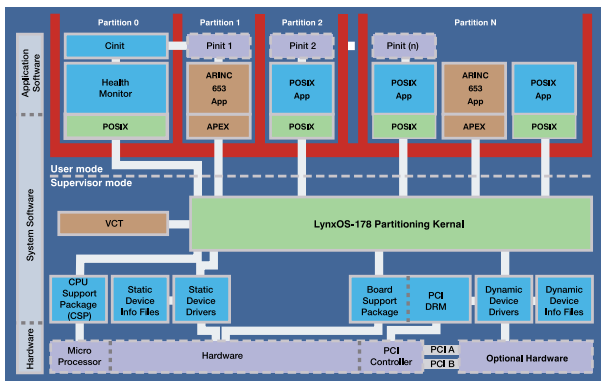 Partition 0
Partition 1
Partition 2
Partition N
Application
Software
Cinit
Pinit 1
Pinit 2
Pinit (n)
Health
Monitor
ARINC
653
App
POSIX
App
POSIX
App
ARINC
653
App
POSIX
App
POSIX
APEX
POSIX
POSIX
APEX
POSIX
User mode
Supervisor mode
System Software
VCT
LynxOS-178 Partitioning Kernal
CPU
Support
Package
(CSP)
Static
Device
Info Files
Static
Device
Drivers
Board
Support
Package
PCI
DRM
Dynamic
Device
Drivers
Dynamic
Device
Info Files
Hardware
Micro
Processor
Hardware
PCI
Controller
PCI A
PCI B
Optional Hardware